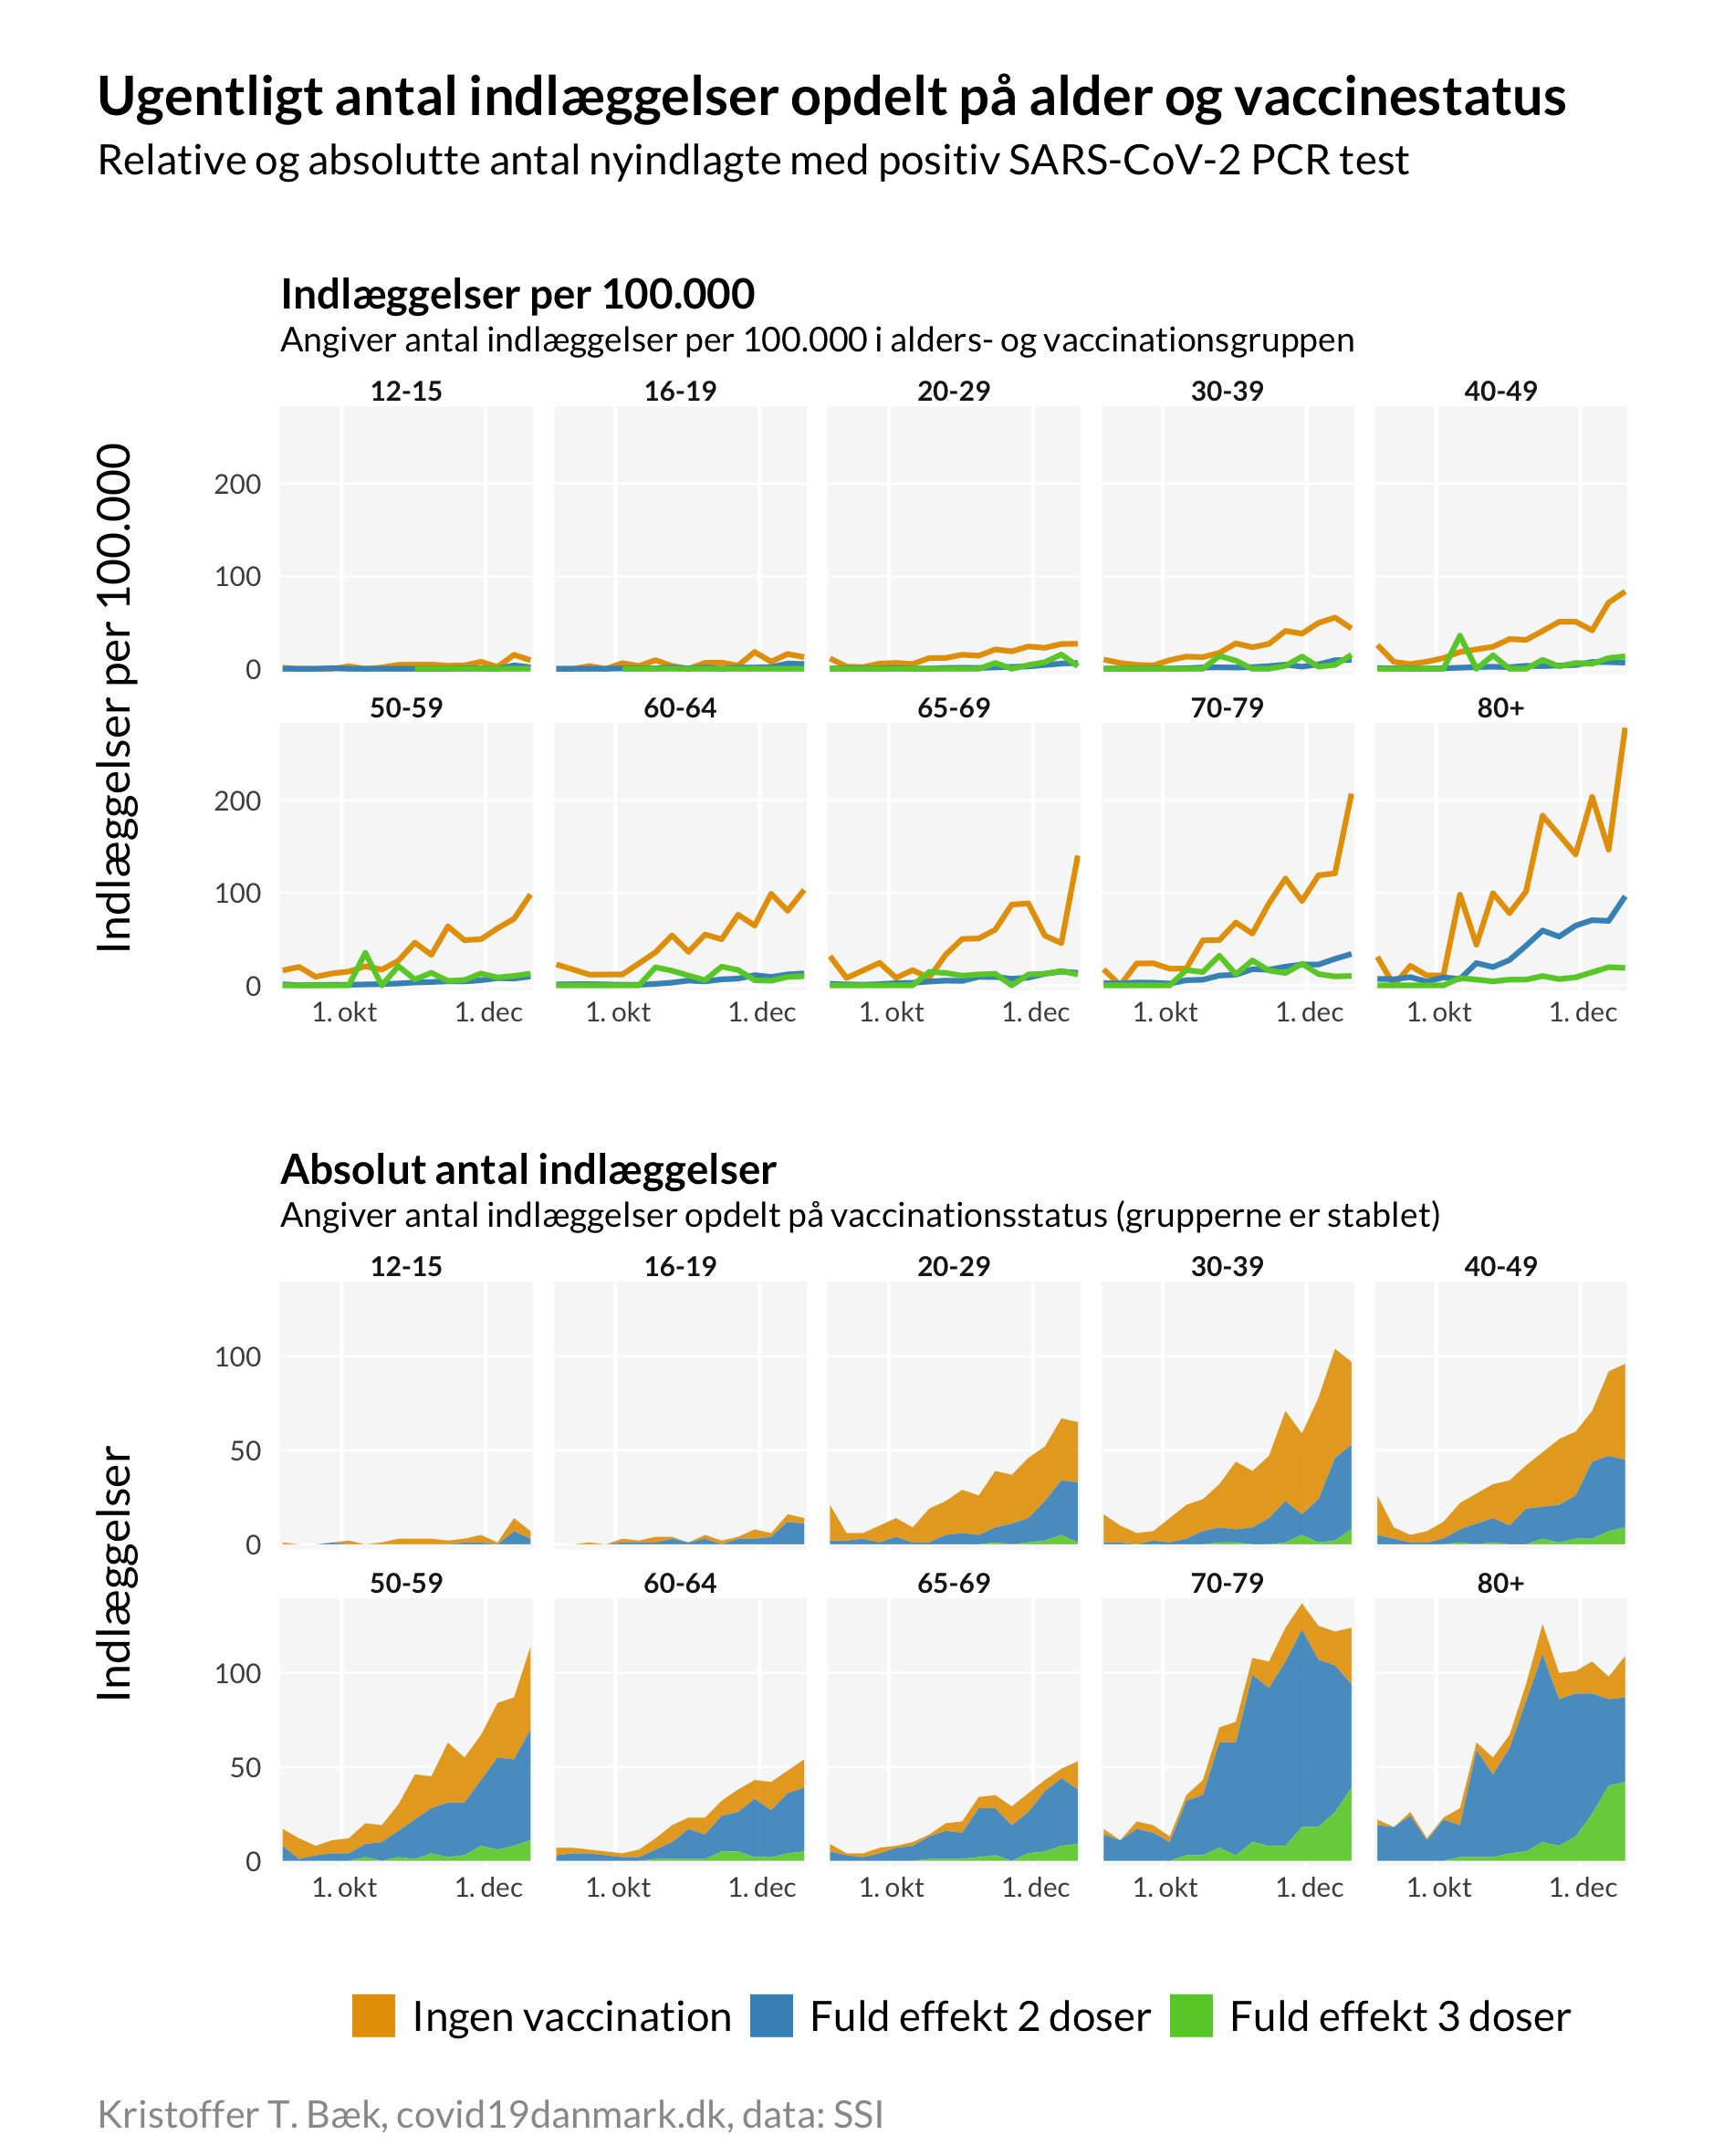 Ugentligt antal indlæggelser opdelt på alder og vaccinestatus
Relative og absolutte antal nyindlagte med positiv SARS-CoV-2 PCR test
Indlæggelser per 100.000
Angiver antal indlæggelser per 100.000 i alders- og vaccinationsgruppen
Indlæggelser per 100.000
12-15 16-19 20-29 30-39 40-49
200
100
0
50-59 60-64 65-69 70-79 80+
200
100
0
1. okt 1. dec 1. okt 1. dec 1. okt 1. dec 1. okt 1. dec 1. okt 1. dec
Absolut antal indlæggelser
Angiver antal indlæggelser opdelt på vaccinationsstatus (grupperne er stablet)
Indlæggelser
12-15 16-19 20-29 30-39 40-49
100
50
0
50-59 60-64 65-69 70-79 80+
100
50
0
1. okt 1. dec 1. okt 1. dec 1. okt 1. dec 1. okt 1. dec 1. okt 1. dec
Ingen vaccination Fuld effekt 2 doser Fuld effekt 3 doser
Kristoffer T. Bæk, covid19danmark.dk, data: SSI